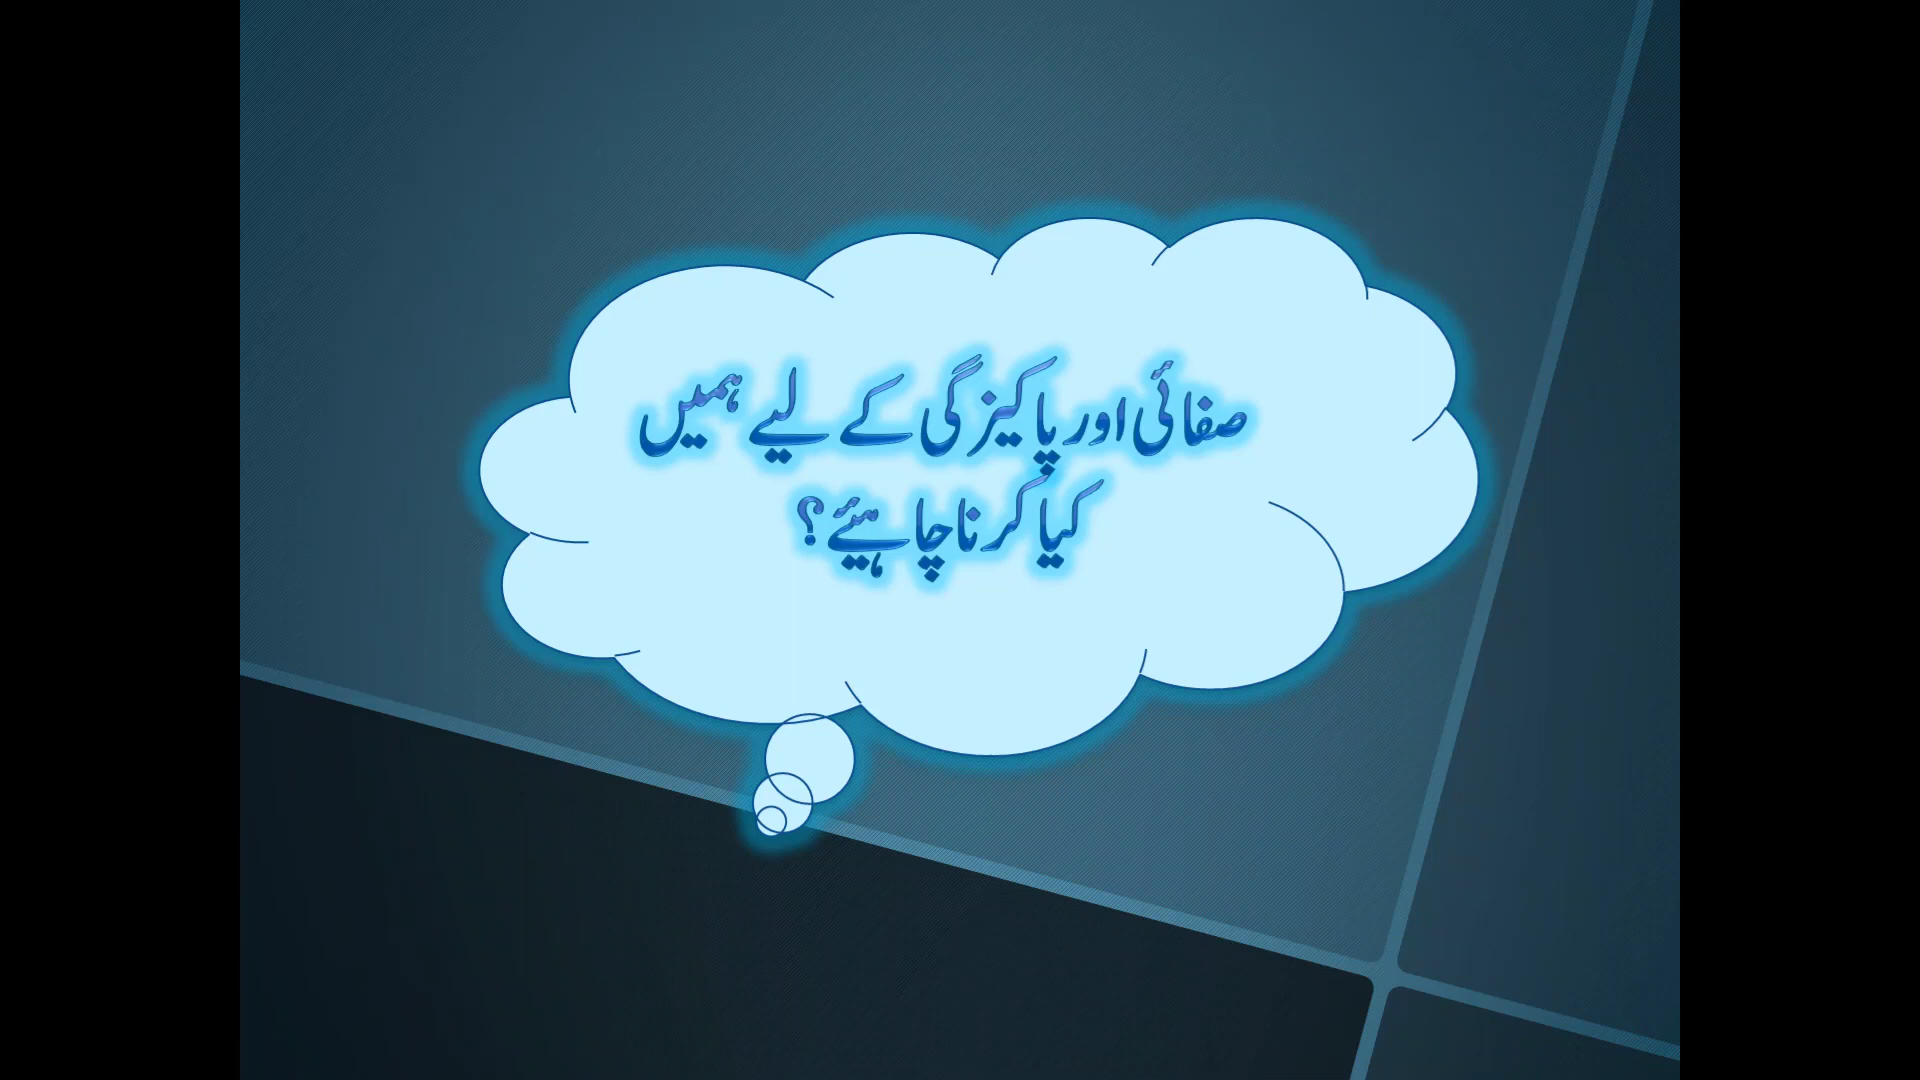 صفائی اور پاکیزگی کے لیے ہمیں
کیا کرنا چاہیئے؟